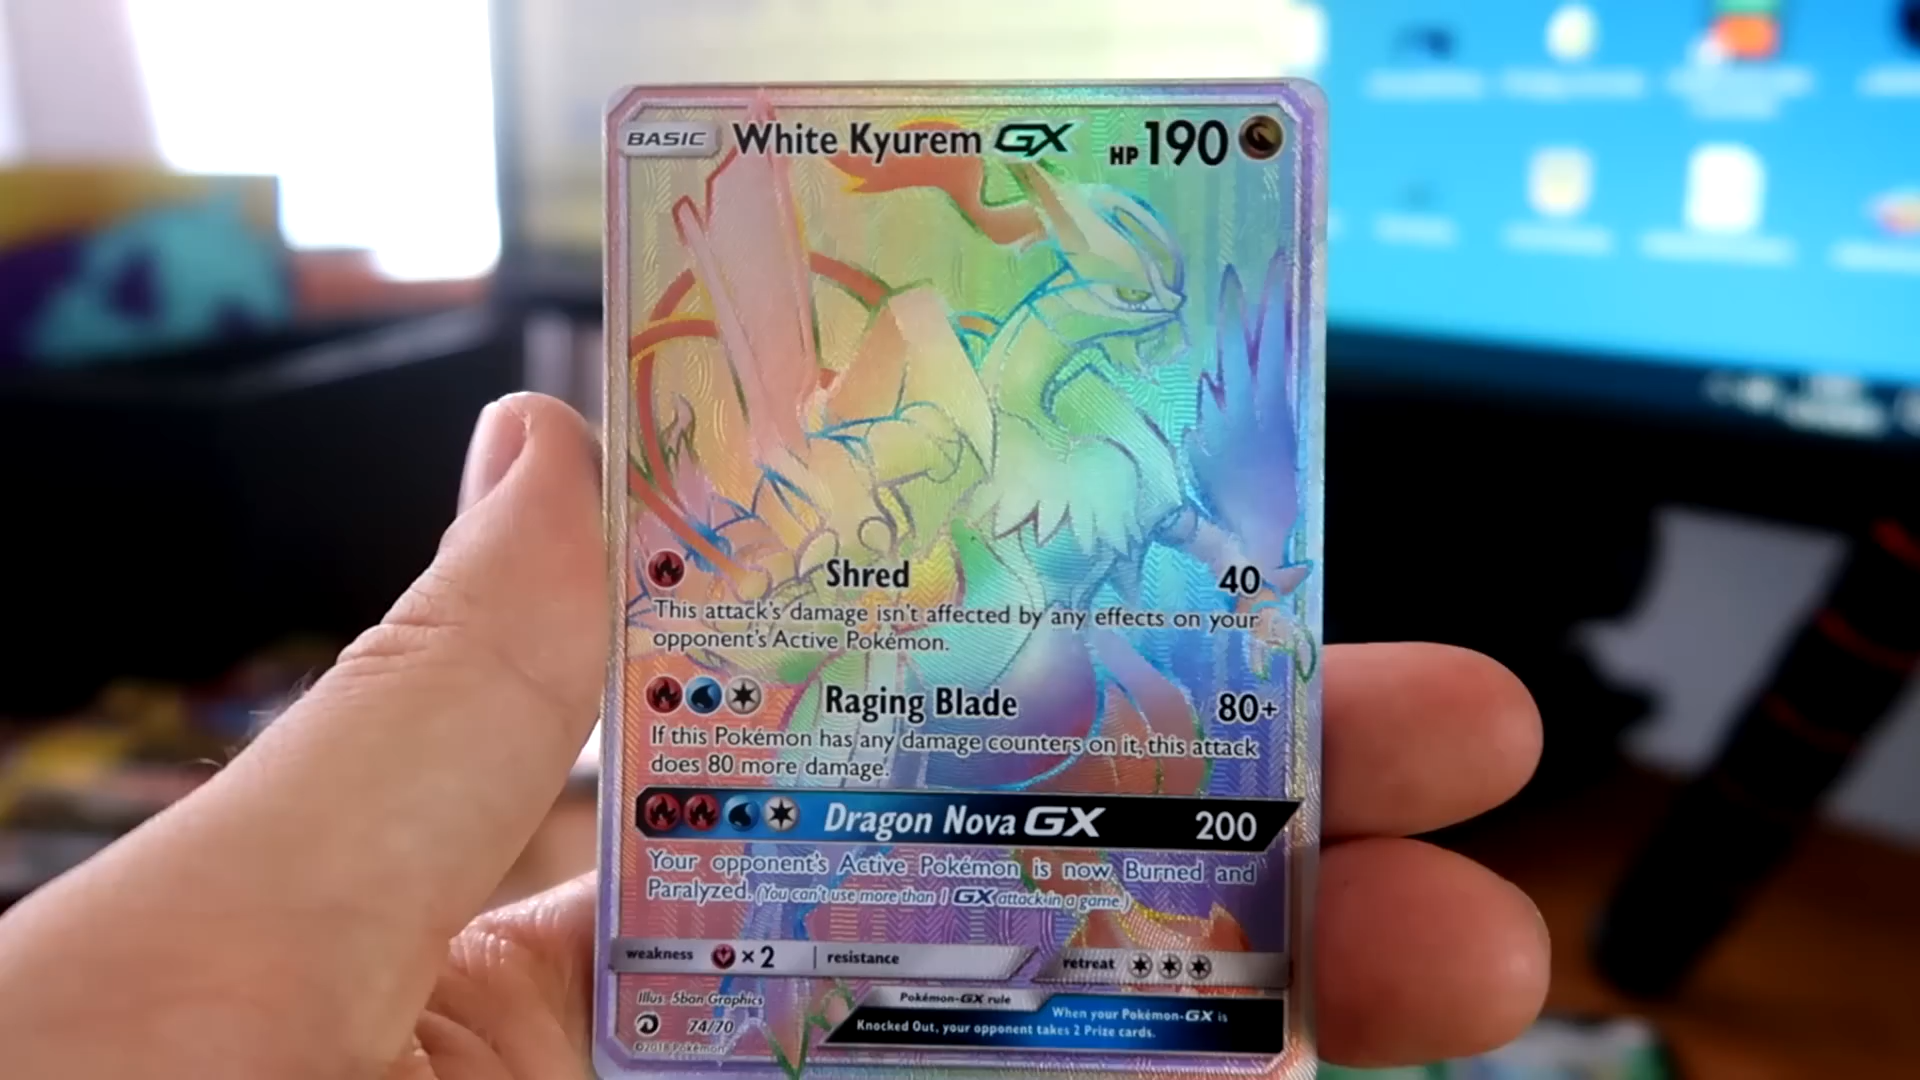 BASIC White Kyurem GX HP 190
Shred 40
This attack's damage isn't affected by any effects on your
opponent's Active Pokémon.
Raging Blade 80+
If this Pokémon has any damage counters on it, this attack
does 80 more damage.
Dragon Nova GX 200
Your opponent's Active Pokémon is now Burned and
Paralyzed. (You can't use more than 1 GX attack in a game.)
weakness ×2 resistance retreat
Illus. 5ban Graphics
74/70
©2018 Pokémon
Pokémon-GX rule
When your Pokémon-GX is
Knocked Out, your opponent takes 2 Prize cards.